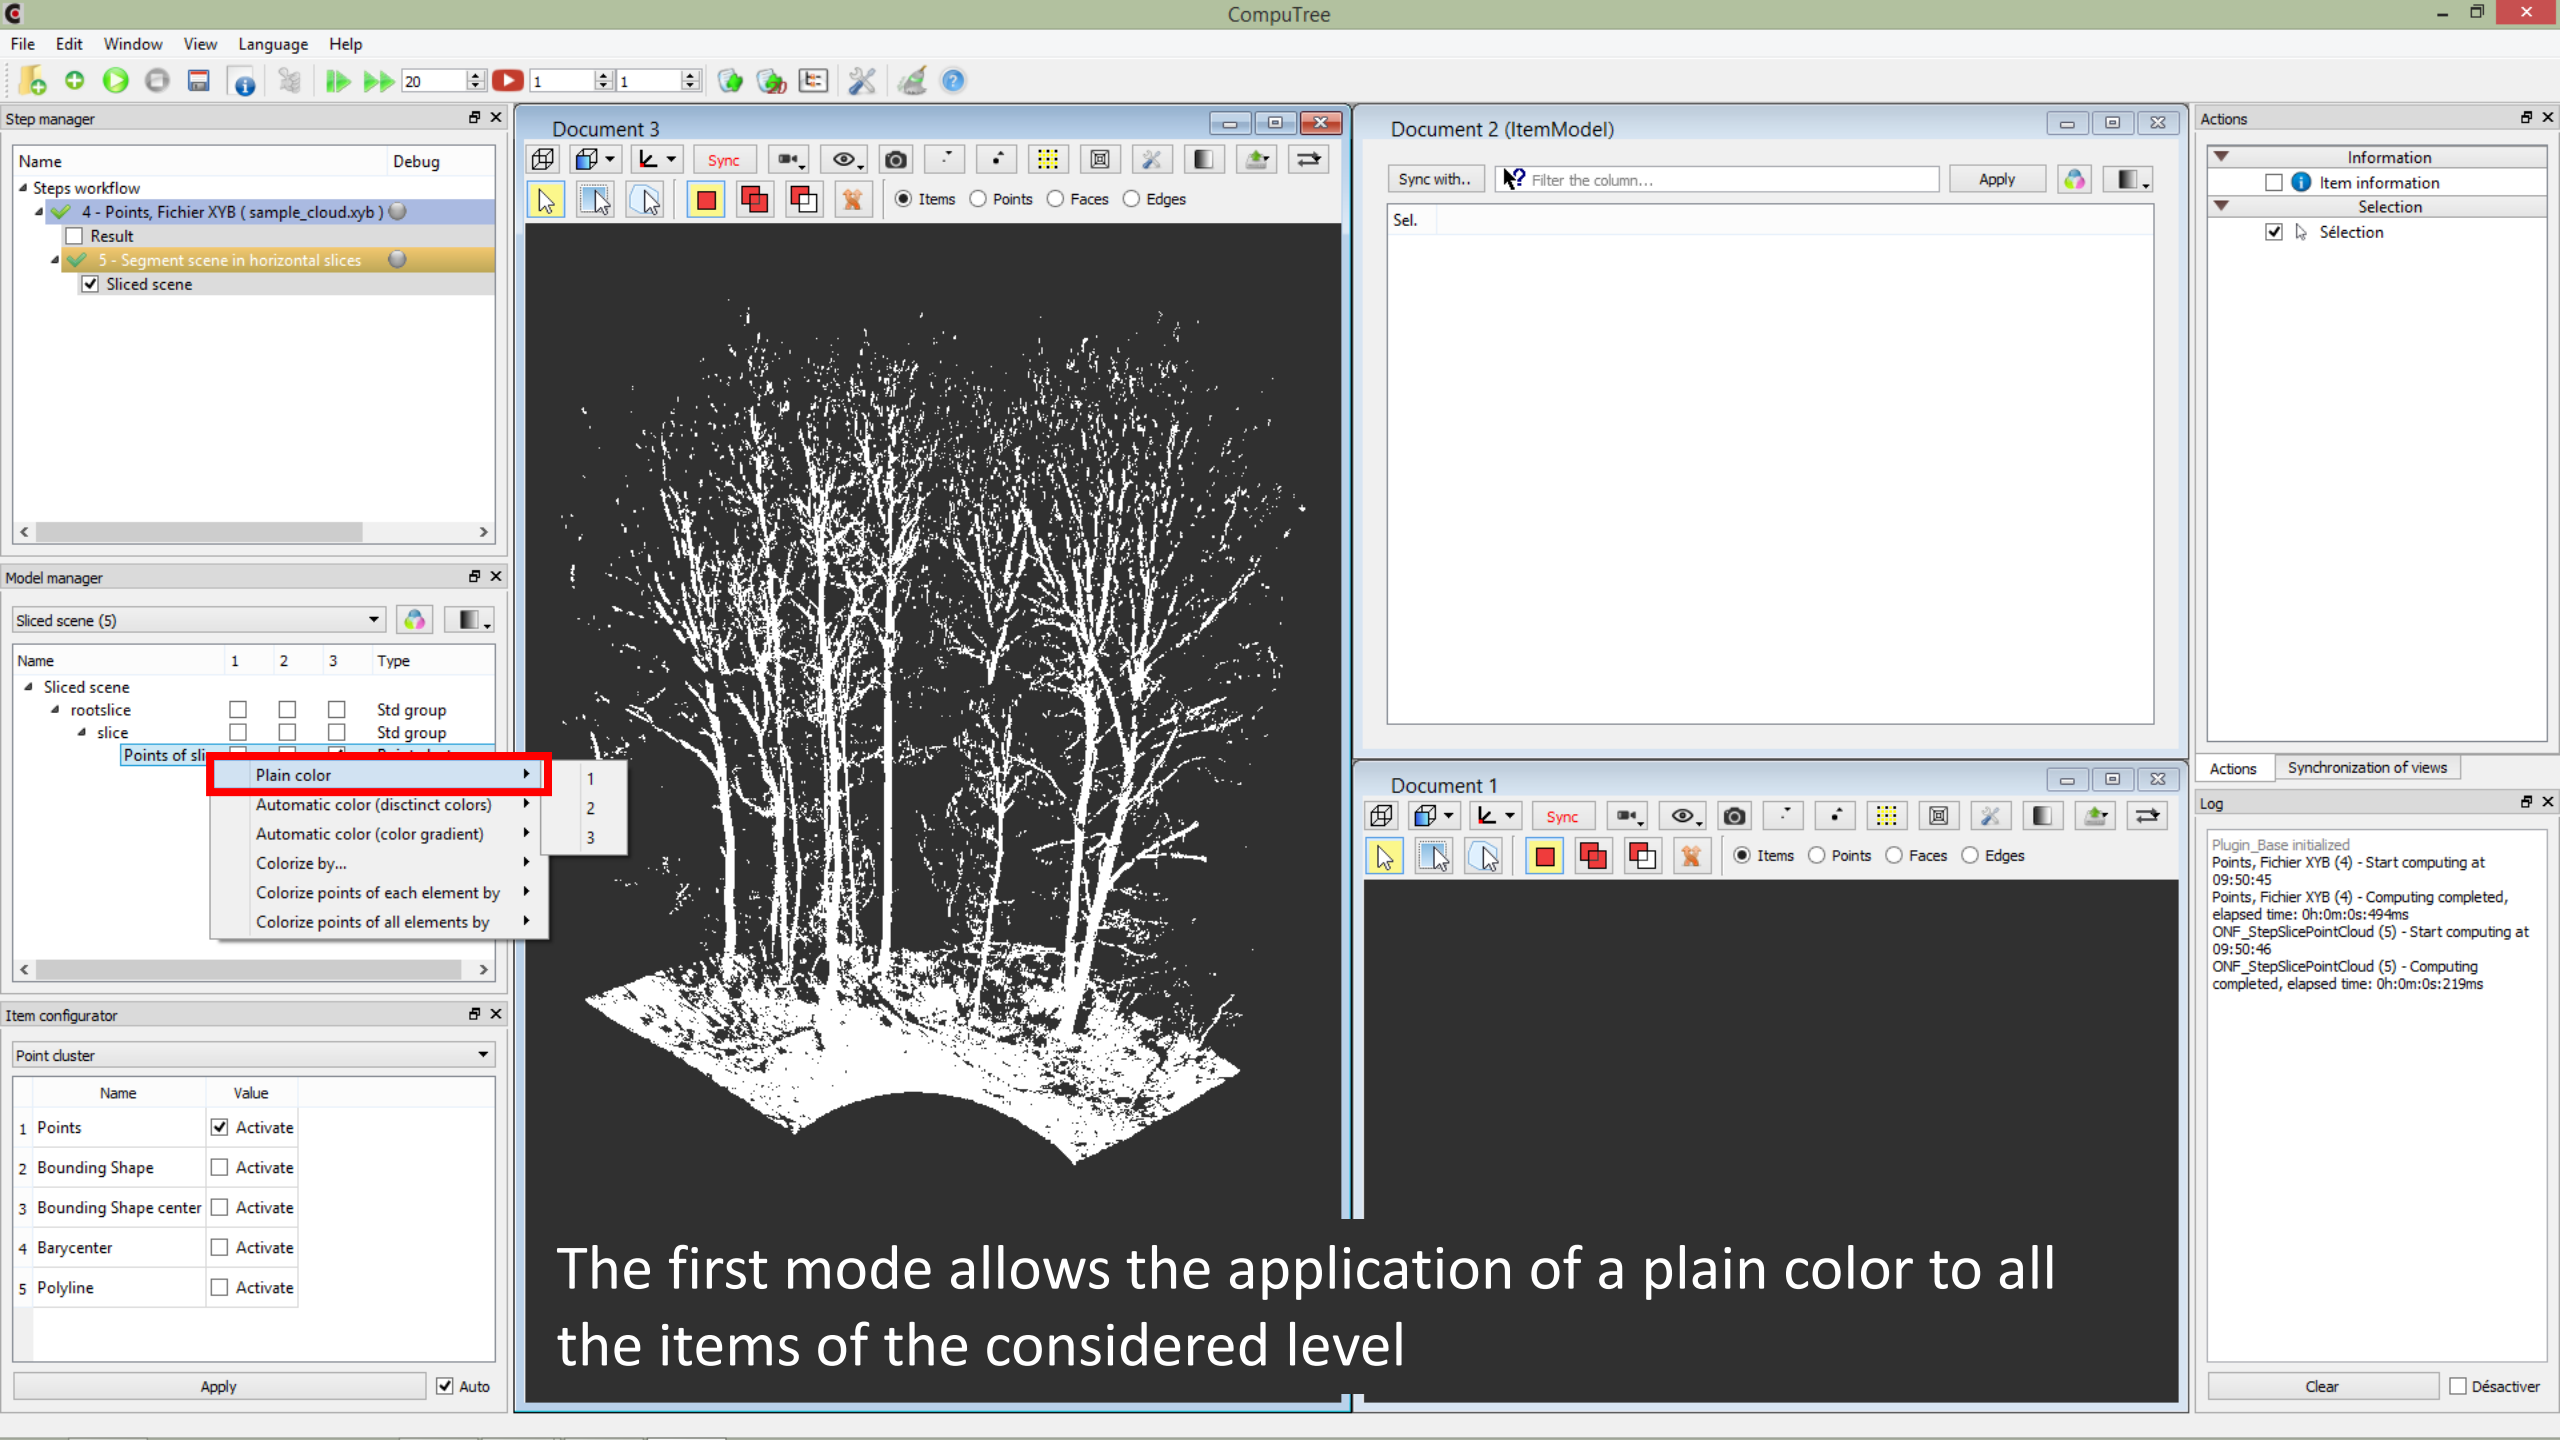 CompuTree
File Edit Window View Language Help
20 1 1
Step manager
Name Debug
Steps workflow
4 - Points, Fichier XYB ( sample_cloud.xyb )
Result
5 - Segment scene in horizontal slices
Sliced scene
Model manager
Sliced scene (5)
Name 1 2 3 Type
Sliced scene
rootslice Std group
slice Std group
Points of sli
Plain color
Automatic color (disctinct colors)
Automatic color (color gradient)
Colorize by...
Colorize points of each element by
Colorize points of all elements by
1
2
3
Item configurator
Point cluster
Name Value
1 Points Activate
2 Bounding Shape Activate
3 Bounding Shape center Activate
4 Barycenter Activate
5 Polyline Activate
Apply Auto
Document 3
Sync
Items Points Faces Edges
Document 2 (ItemModel)
Sync with.. Filter the column... Apply
Sel.
Document 1
Sync
Items Points Faces Edges
The first mode allows the application of a plain color to all
the items of the considered level
Actions
Information
Item information
Selection
Sélection
Actions Synchronization of views
Log
Plugin_Base initialized
Points, Fichier XYB (4) - Start computing at
09:50:45
Points, Fichier XYB (4) - Computing completed,
elapsed time: 0h:0m:0s:494ms
ONF_StepSlicePointCloud (5) - Start computing at
09:50:46
ONF_StepSlicePointCloud (5) - Computing
completed, elapsed time: 0h:0m:0s:219ms
Clear Désactiver